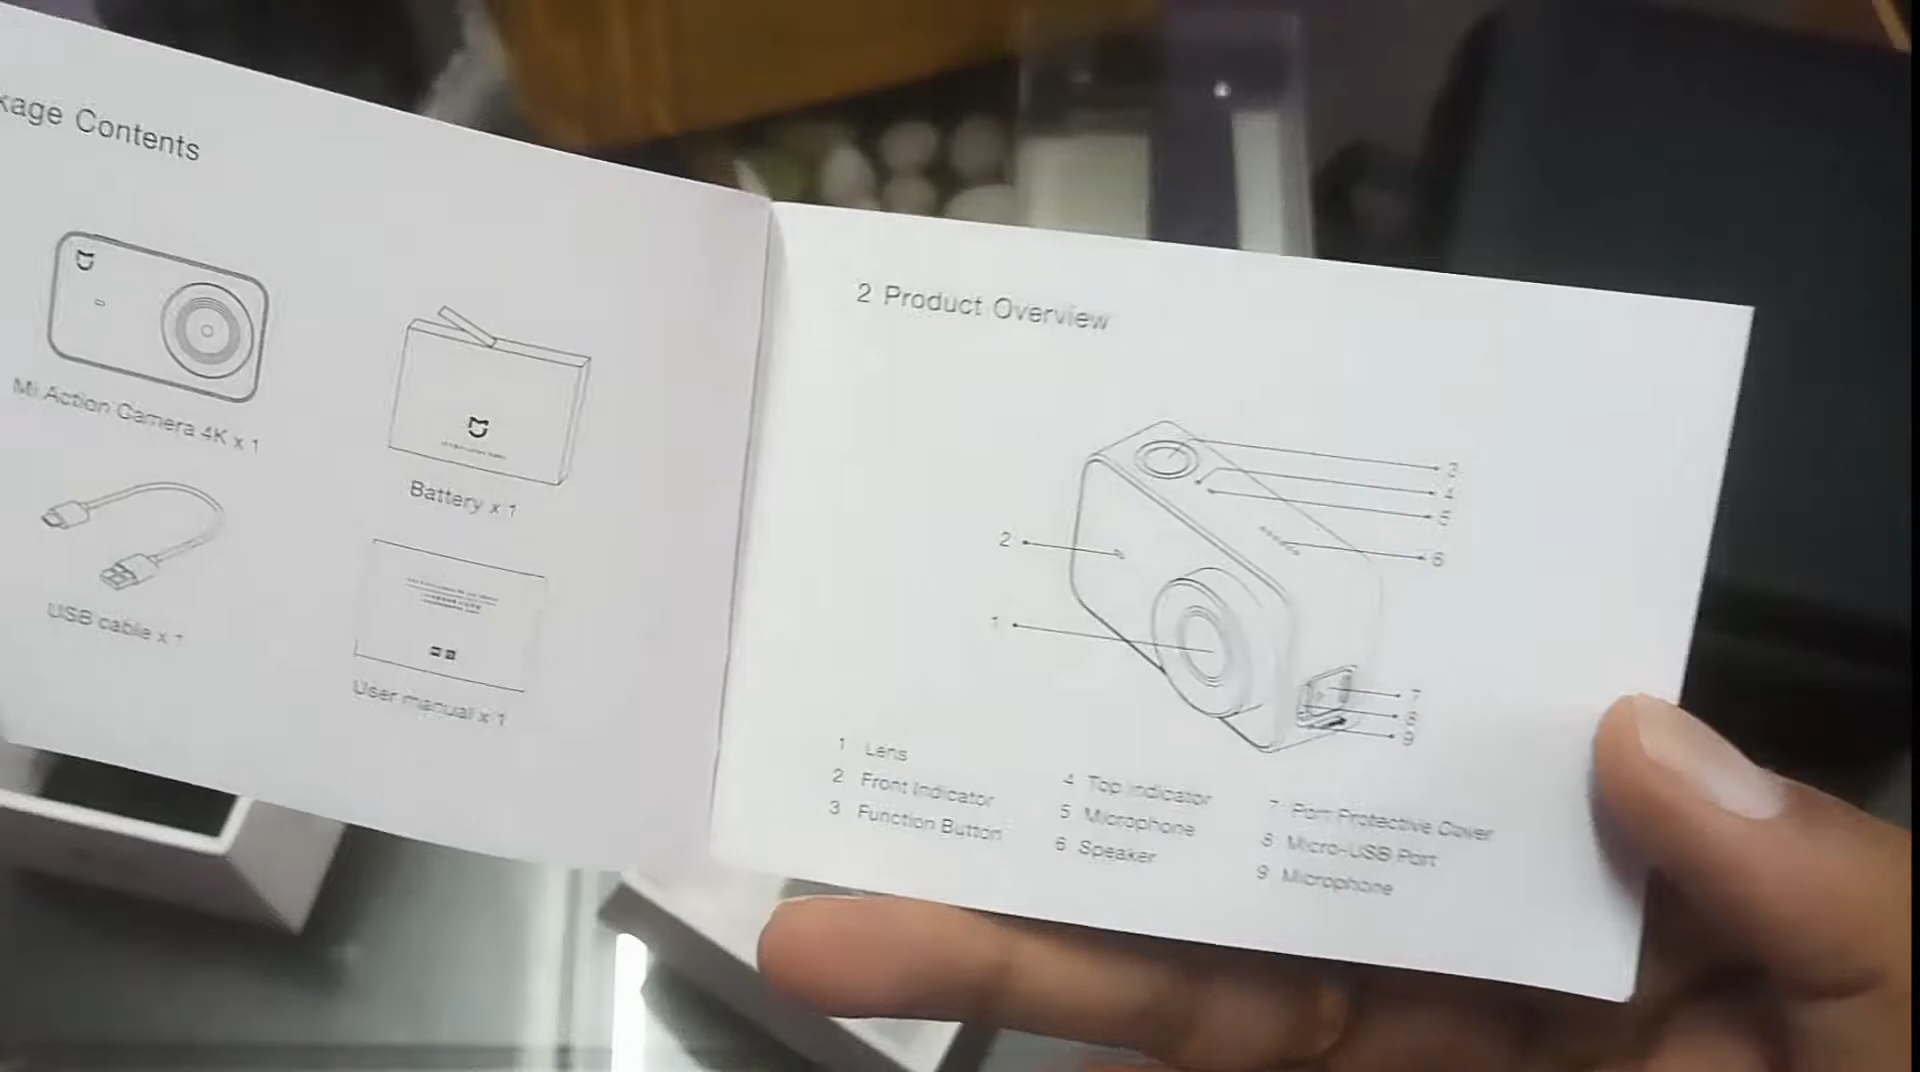 kage Contents
Mi Action Camera 4K x 1
Battery x 1
USB cable x 1
User manual x 1
2 Product Overview
3
4
5
2
6
1
7
8
9
1 Lens
2 Front Indicator
3 Function Button
4 Top Indicator
5 Microphone
6 Speaker
7 Port Protective Cover
8 Micro-USB Port
9 Microphone